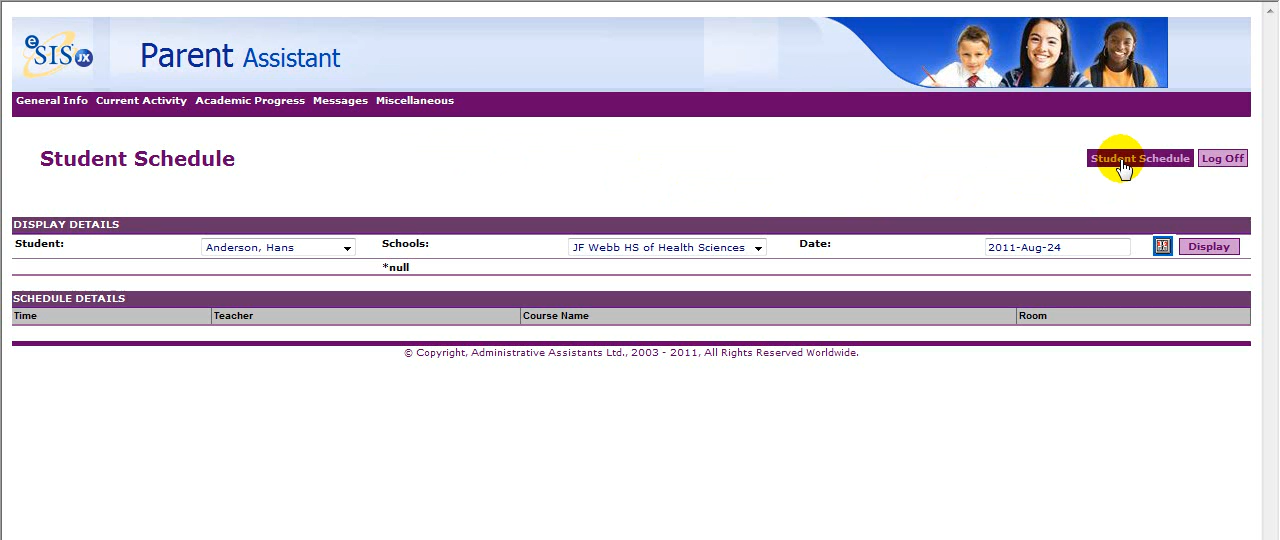 eSIS JX
Parent Assistant
General Info Current Activity Academic Progress Messages Miscellaneous
Student Schedule
Student Schedule Log Off
DISPLAY DETAILS
Student: Anderson, Hans Schools: JF Webb HS of Health Sciences Date: 2011-Aug-24 Display
*null
SCHEDULE DETAILS
Time Teacher Course Name Room
© Copyright, Administrative Assistants Ltd., 2003 - 2011, All Rights Reserved Worldwide.